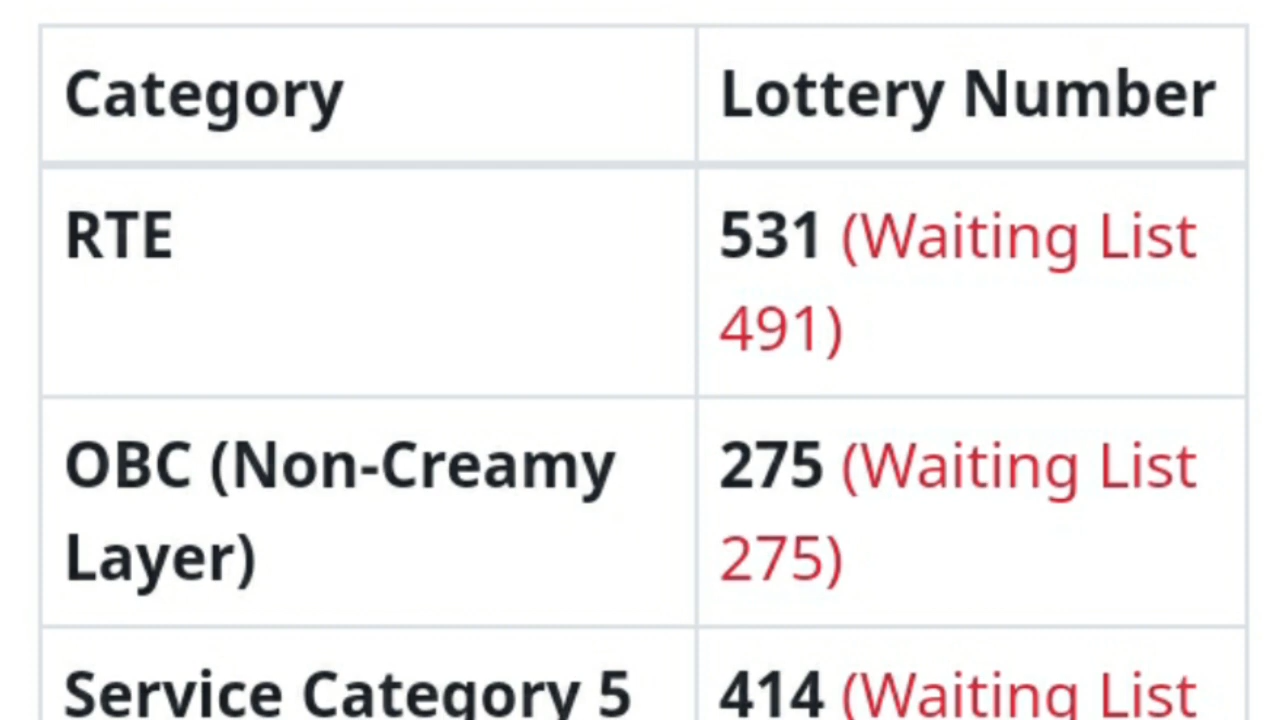 Category
Lottery Number
RTE
531 (Waiting List
491)
OBC (Non-Creamy
Layer)
275 (Waiting List
275)
Service Category 5
414 (Waiting List